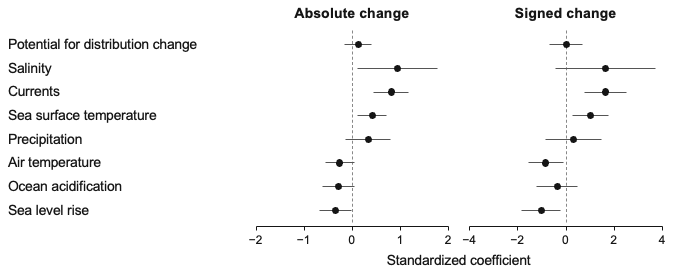 Absolute change Signed change
Potential for distribution change
Salinity
Currents
Sea surface temperature
Precipitation
Air temperature
Ocean acidification
Sea level rise
−2 −1 0 1 2 −4 −2 0 2 4
Standardized coefficient